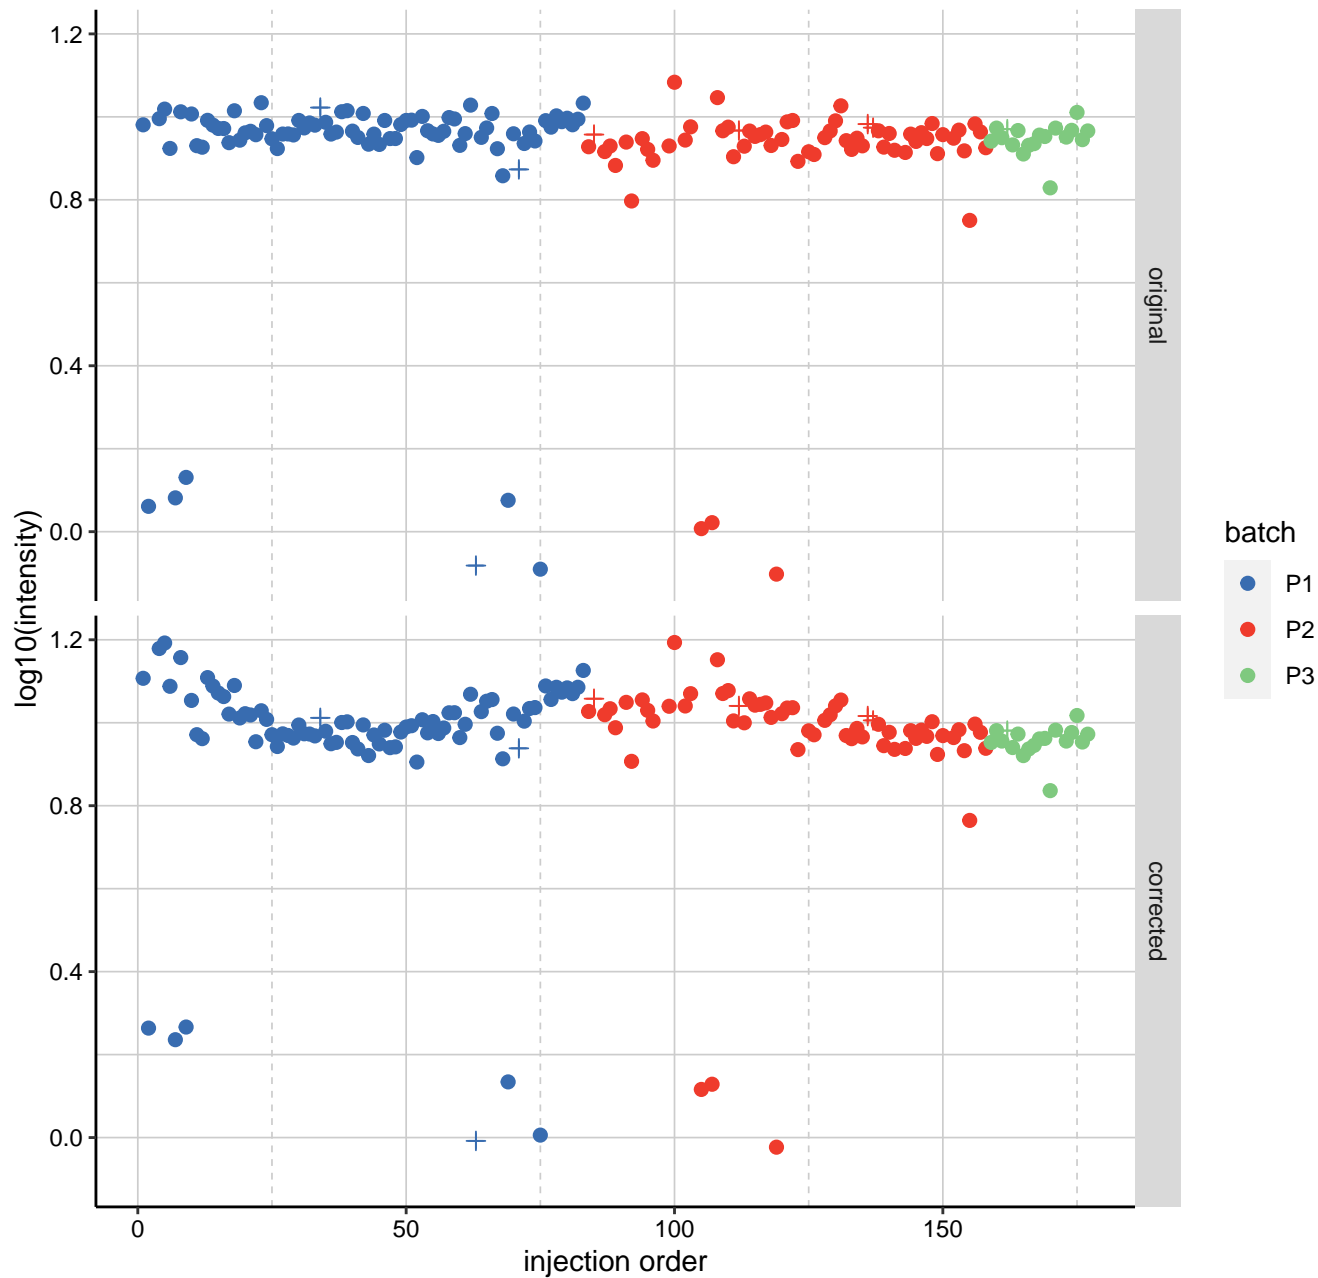 1.2
0.8
0.4
0.0
original
1.2
0.8
0.4
0.0
corrected
log10(intensity)
0 50 100 150
injection order
batch
P1
P2
P3